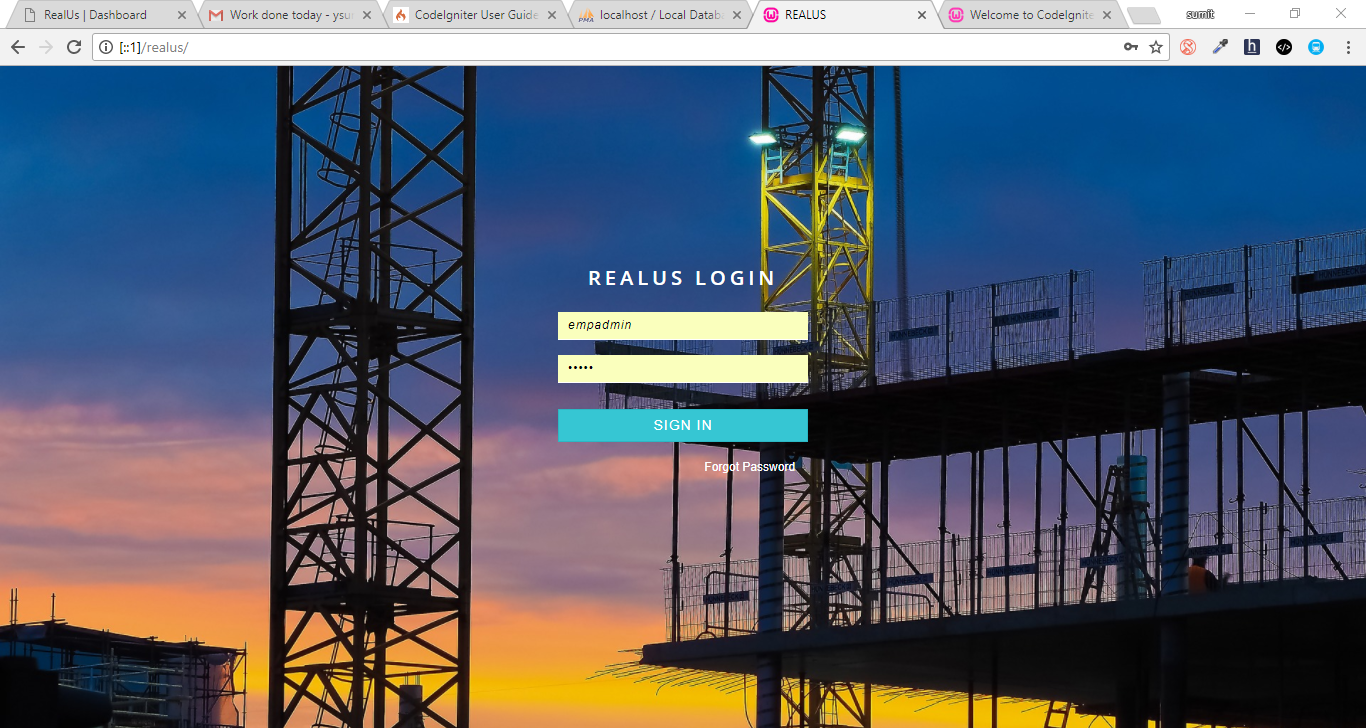 RealUs | Dashboard
Work done today - ysu
CodeIgniter User Guide
PMA
localhost / Local Datab
REALUS
Welcome to CodeIgnite
sumit
[::1]/realus/
h
REALUS LOGIN
empadmin
•••••
SIGN IN
Forgot Password